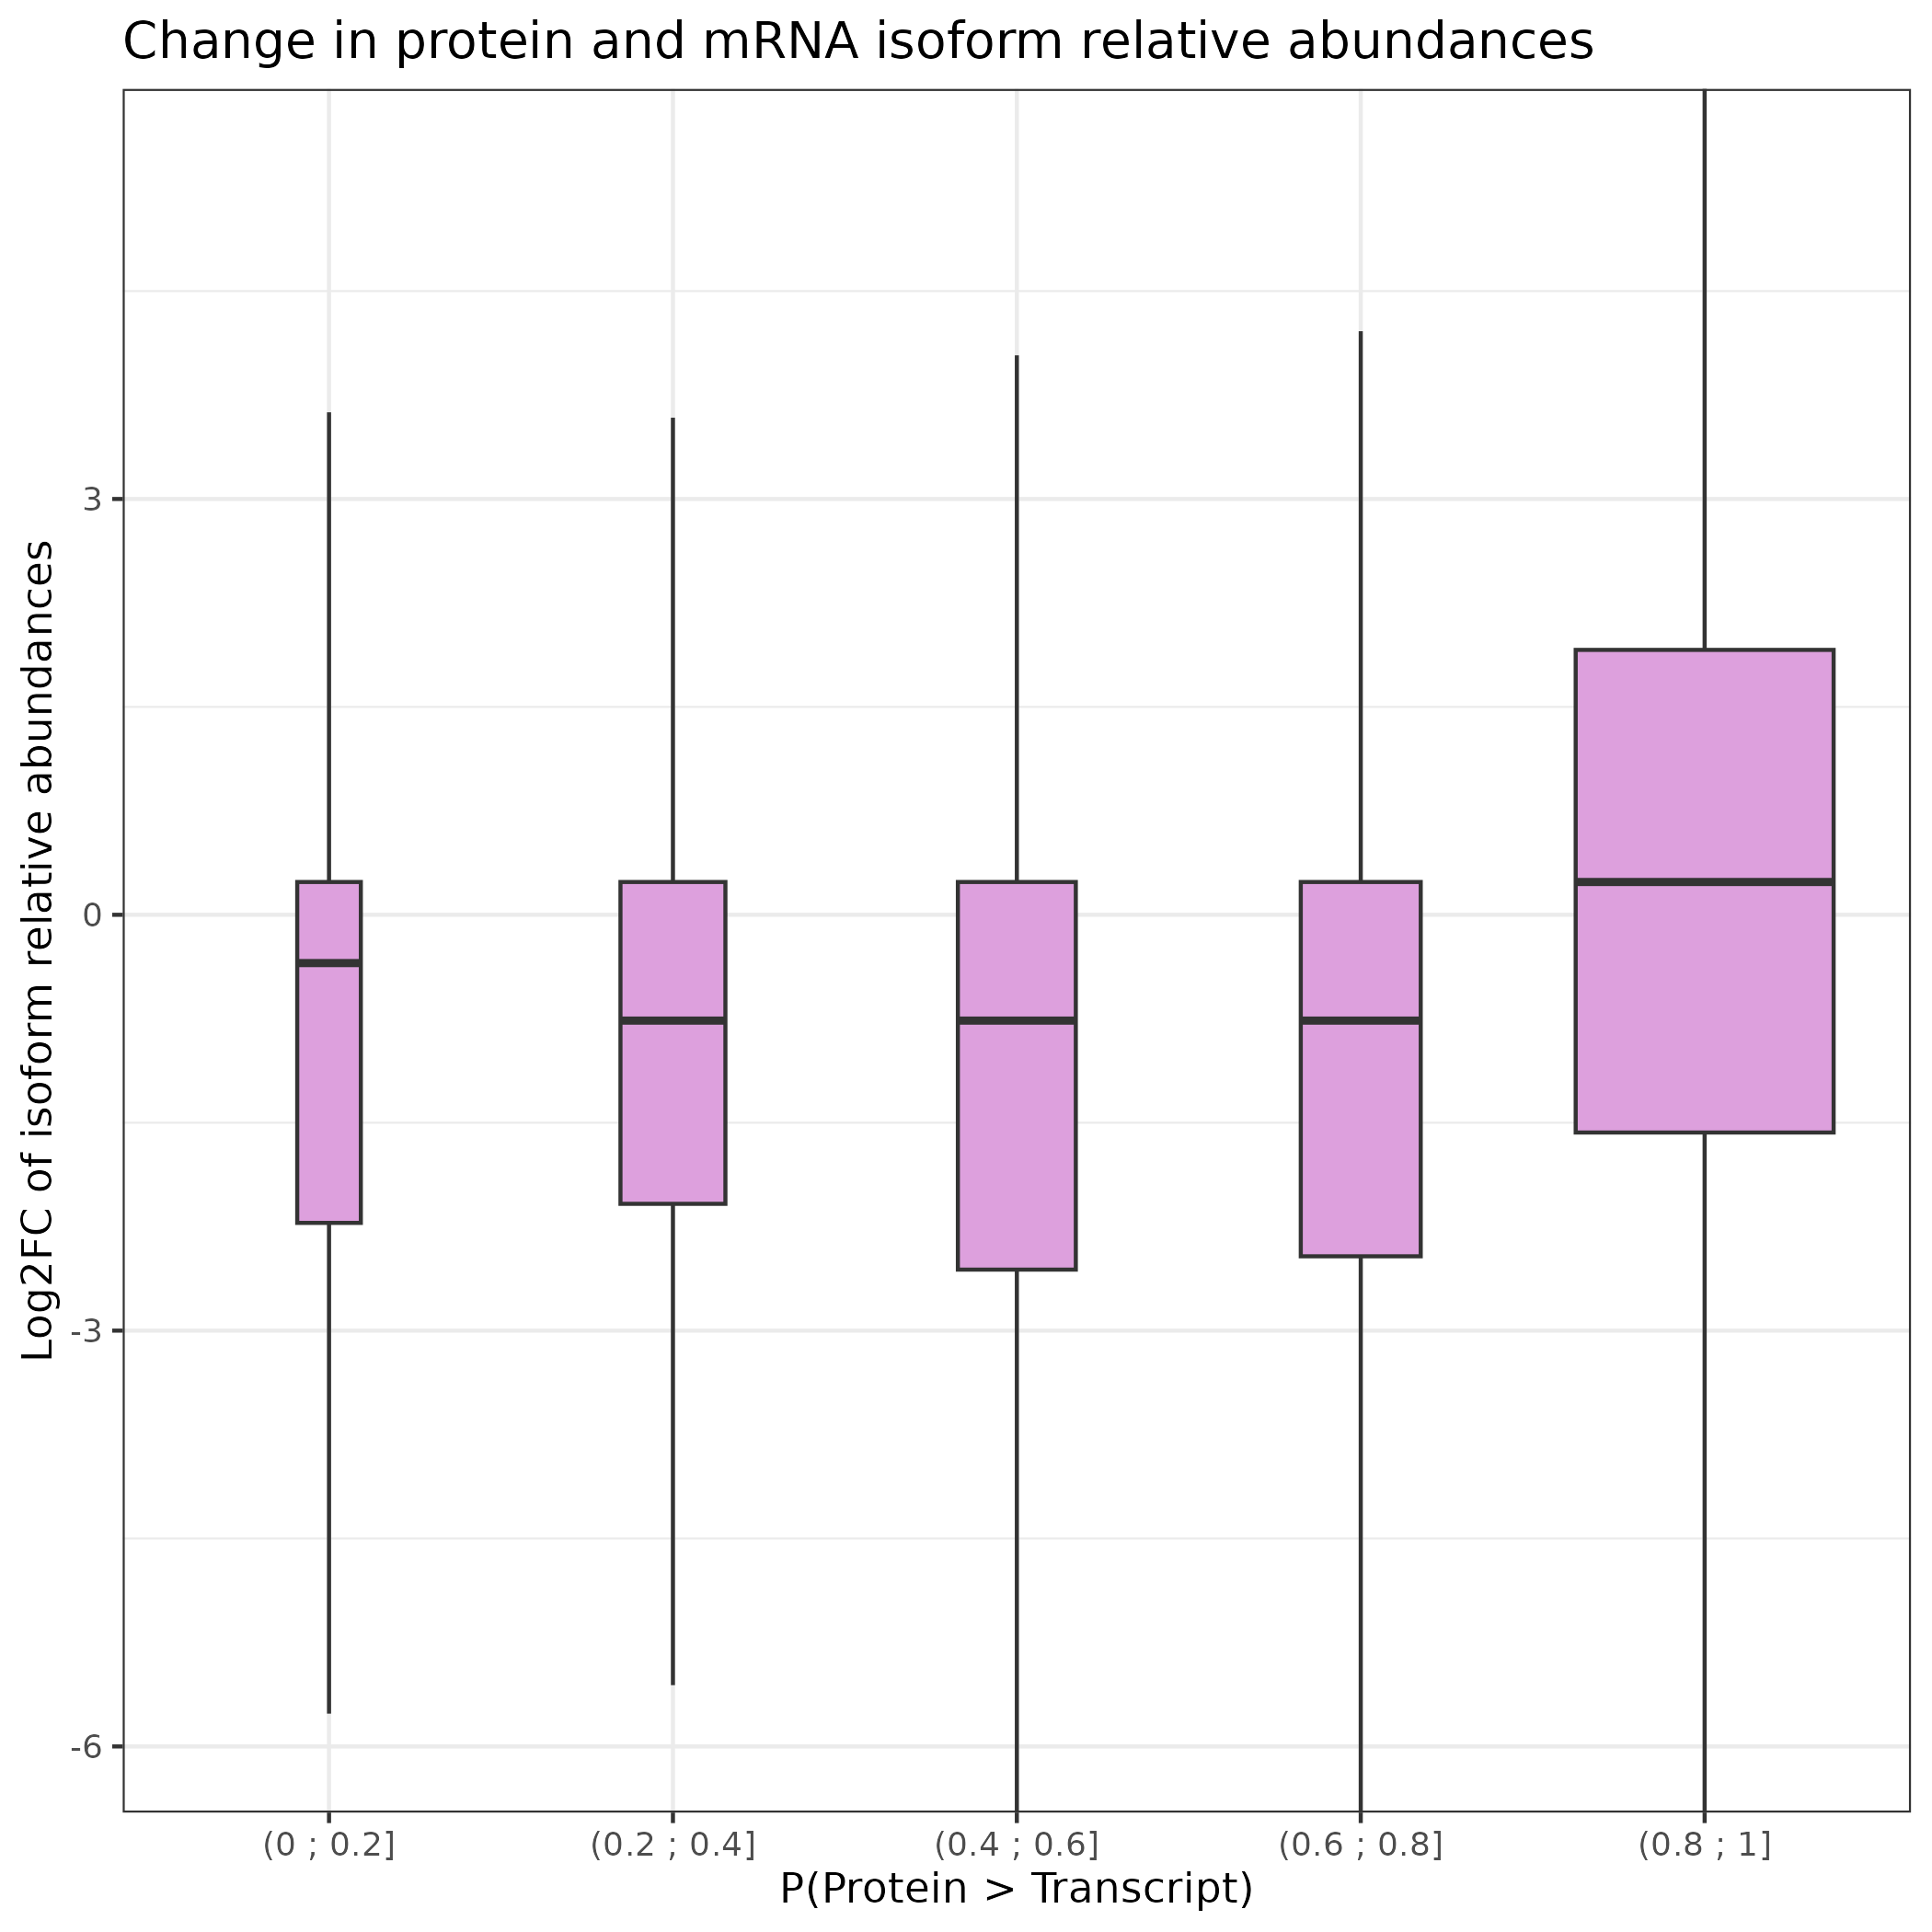 Change in protein and mRNA isoform relative abundances
Log2FC of isoform relative abundances
3
0
-3
-6
(0 ; 0.2]
(0.2 ; 0.4]
(0.4 ; 0.6]
(0.6 ; 0.8]
(0.8 ; 1]
P(Protein > Transcript)